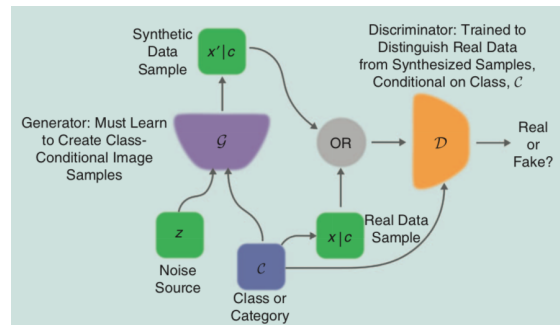 Synthetic
Data
Sample
x′|c
Discriminator: Trained to
Distinguish Real Data
from Synthesized Samples,
Conditional on Class, C
Generator: Must Learn
to Create Class-
Conditional Image
Samples
G
OR
D
Real
or
Fake?
z
Noise
Source
C
Class or
Category
x|c
Real Data
Sample